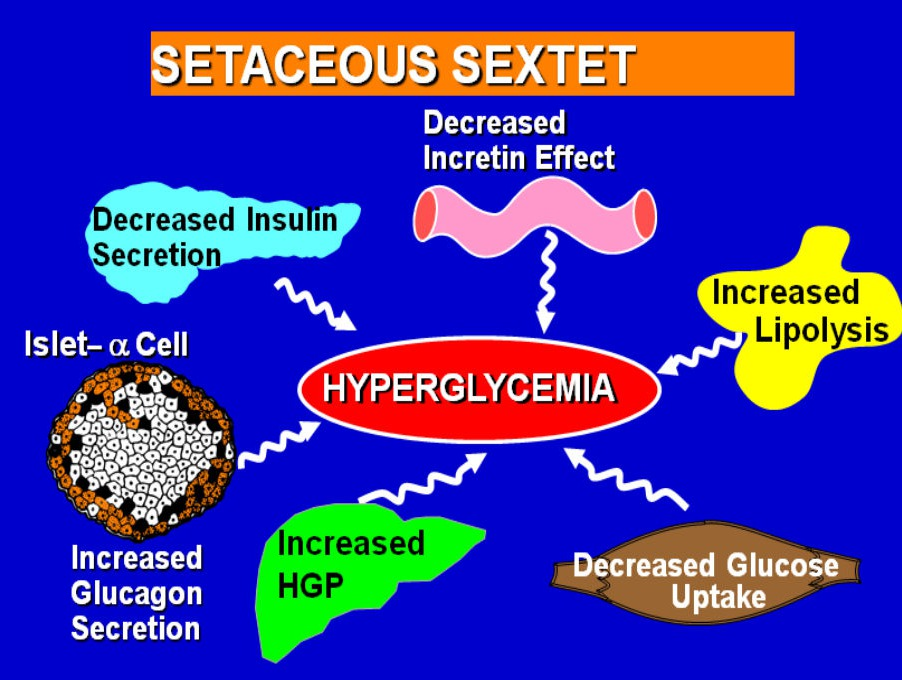 SETACEOUS SEXTET
Decreased
Incretin Effect
Decreased Insulin
Secretion
Increased
Lipolysis
Islet– α Cell
HYPERGLYCEMIA
Increased
Glucagon
Secretion
Increased
HGP
Decreased Glucose
Uptake